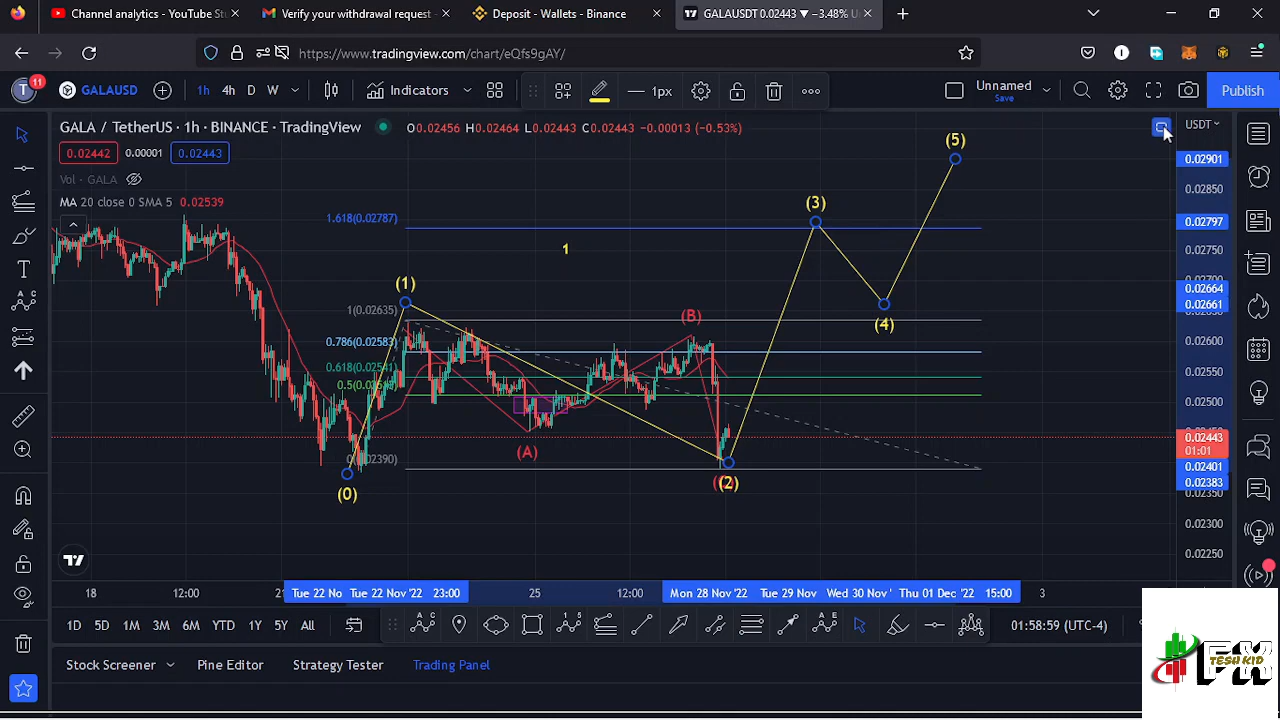 Channel analytics - YouTube St
Verify your withdrawal request
Deposit - Wallets - Binance
GALAUSDT 0.02443 ▼ −3.48% U
https://www.tradingview.com/chart/eQfs9gAY/
T
11
GALAUSD
1h
4h
D
W
Indicators
1px
Unnamed
Save
Publish
GALA / TetherUS · 1h · BINANCE · TradingView
O0.02456 H0.02464 L0.02443 C0.02443 −0.00013 (−0.53%)
USDT
0.02442
0.00001
0.02443
Vol · GALA
MA 20 close 0 SMA 5 0.02539
(5)
0.02901
0.02850
(3)
1.618(0.02787)
0.02797
1
0.02750
0.02700
(1)
0.02664
0.02661
1(0.02635)
(B)
(4)
0.786(0.02583)
0.02600
0.618(0.02541)
0.02550
0.02500
(A)
0.02443
01:01
0(0.02390)
0.02401
(0)
(2)
0.02383
0.02350
0.02300
0.02250
18
12:00
Tue 22 No
Tue 22 Nov '22
23:00
25
12:00
Mon 28 Nov '22
Tue 29 Nov
Wed 30 Nov '
Thu 01 Dec '22
15:00
3
1D
5D
1M
3M
6M
YTD
1Y
5Y
All
01:58:59 (UTC-4)
Stock Screener
Pine Editor
Strategy Tester
Trading Panel
FX
TESH KID